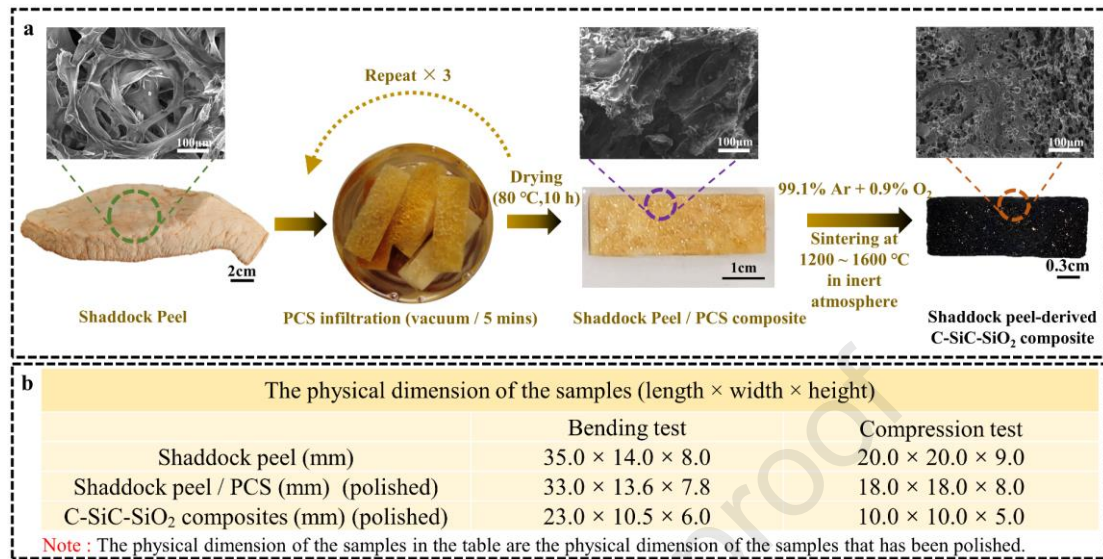 a
100μm
100μm
100μm
Repeat × 3
Drying
(80 ℃,10 h)
99.1% Ar + 0.9% O₂
Sintering at
1200 ~ 1600 ℃
in inert
atmosphere
2cm
1cm
0.3cm
Shaddock Peel
PCS infiltration (vacuum / 5 mins)
Shaddock Peel / PCS composite
Shaddock peel-derived
C-SiC-SiO₂ composite
b
The physical dimension of the samples (length × width × height)
Bending test Compression test
Shaddock peel (mm) 35.0 × 14.0 × 8.0 20.0 × 20.0 × 9.0
Shaddock peel / PCS (mm) (polished) 33.0 × 13.6 × 7.8 18.0 × 18.0 × 8.0
C-SiC-SiO₂ composites (mm) (polished) 23.0 × 10.5 × 6.0 10.0 × 10.0 × 5.0
Note : The physical dimension of the samples in the table are the physical dimension of the samples that has been polished.
proof